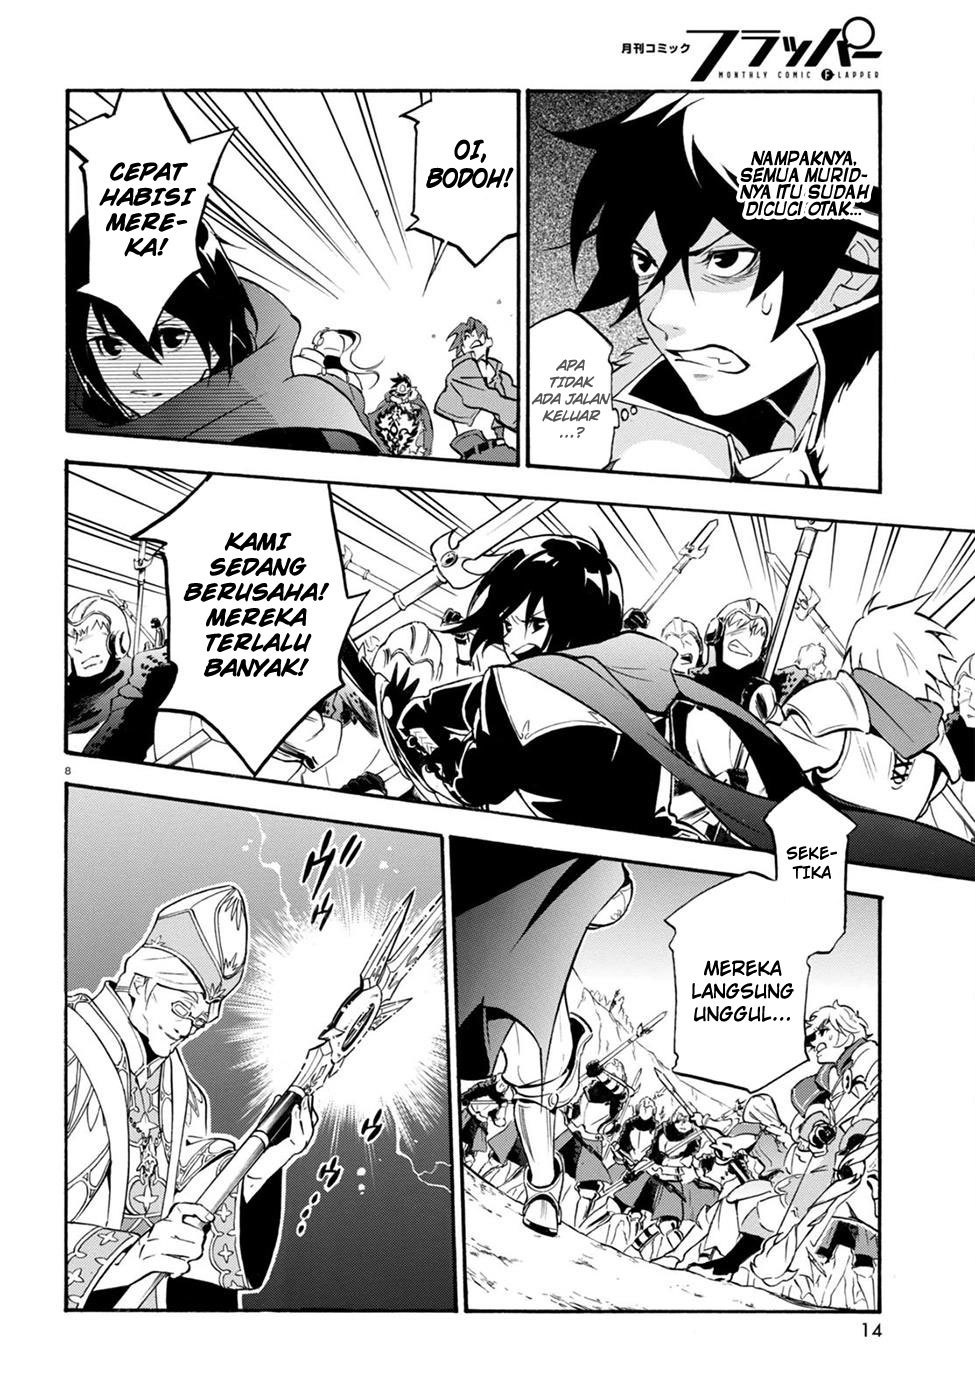 月刊コミック
フラッパー
MONTHLY COMIC FLAPPER
NAMPAKNYA,
SEMUA MURID-
NYA ITU SUDAH
DICUCI OTAK...
APA
TIDAK
ADA JALAN
KELUAR
...?
OI,
BODOH!
CEPAT
HABISI
MERE-
KA!
KAMI
SEDANG
BERUSAHA!
MEREKA
TERLALU
BANYAK!
8
SEKE-
TIKA
MEREKA
LANGSUNG
UNGGUL...
14